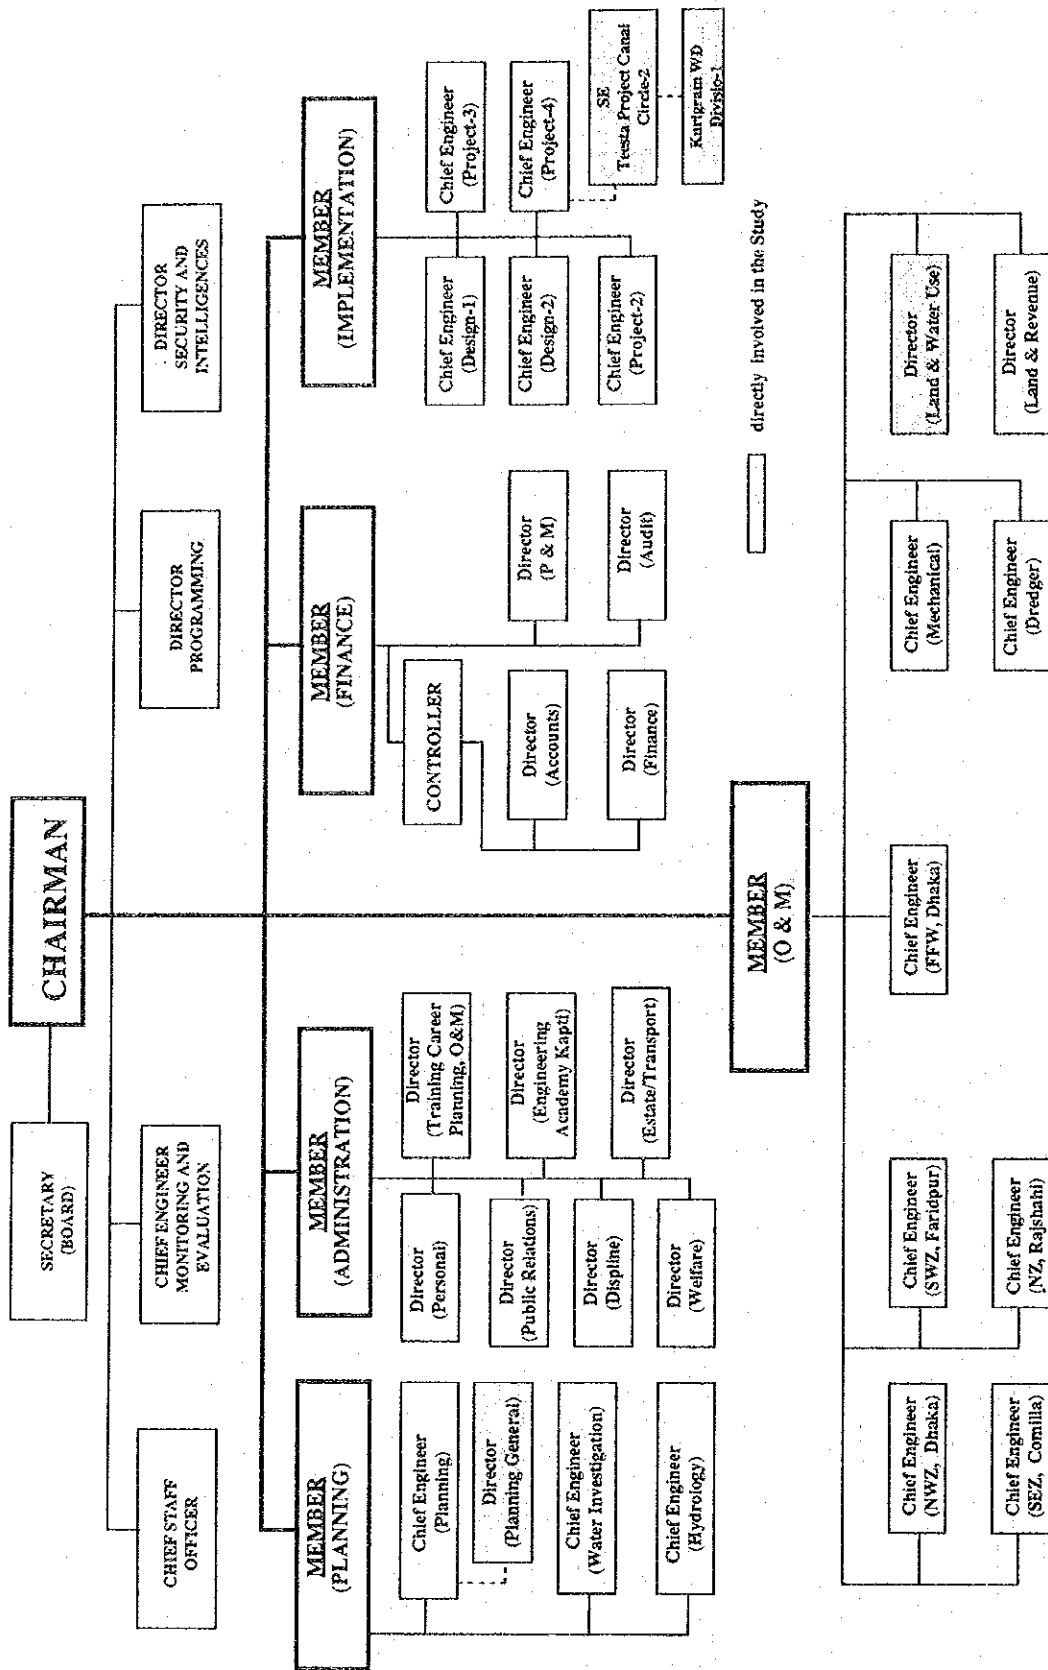 CHAIRMAN
SECRETARY
(BOARD)
CHIEF STAFF
OFFICER
CHIEF ENGINEER
MONITORING AND
EVALUATION
DIRECTOR
PROGRAMMING
DIRECTOR
SECURITY AND
INTELLIGENCES
MEMBER
(PLANNING)
Chief Engineer
(Planning)
Director
(Planning General)
Chief Engineer
(Water Investigation)
Chief Engineer
(Hydrology)
MEMBER
(ADMINISTRATION)
Director
(Personal)
Director
(Training Career
Planning, O&M)
Director
(Public Relations)
Director
(Engineering
Academy Kapti)
Director
(Displine)
Director
(Estate/Transport)
Director
(Welfare)
MEMBER
(FINANCE)
CONTROLLER
Director
(Accounts)
Director
(P & M)
Director
(Finance)
Director
(Audit)
MEMBER
(IMPLEMENTATION)
Chief Engineer
(Design-1)
Chief Engineer
(Project-3)
Chief Engineer
(Design-2)
Chief Engineer
(Project-4)
Chief Engineer
(Project-2)
SE
Teesta Project Canal
Circle-2
Kurigram WD
Divisio-1
directly involved in the Study
MEMBER
(O & M)
Chief Engineer
(NWZ, Dhaka)
Chief Engineer
(SWZ, Faridpur)
Chief Engineer
(FFW, Dhaka)
Chief Engineer
(Mechanical)
Director
(Land & Water Use)
Chief Engineer
(SEZ, Comilla)
Chief Engineer
(NZ, Rajshahi)
Chief Engineer
(Dredger)
Director
(Land & Revenue)